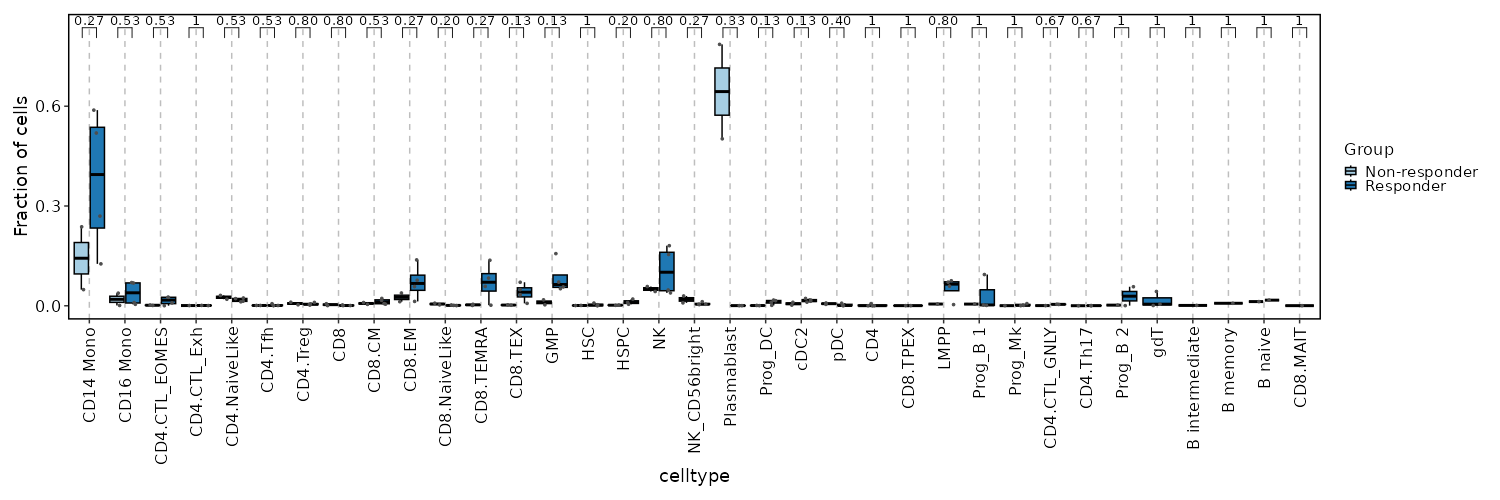 0.27 0.53 0.53 1 0.53 0.53 0.80 0.80 0.53 0.27 0.20 0.27 0.13 0.13 1 0.20 0.80 0.27 0.33 0.13 0.13 0.40 1 1 0.80 1 1 0.67 0.67 1 1 1 1 1 1
Fraction of cells
0.6
0.3
0.0
Group
Non-responder
Responder
CD14 Mono
CD16 Mono
CD4.CTL_EOMES
CD4.CTL_Exh
CD4.NaiveLike
CD4.Tfh
CD4.Treg
CD8
CD8.CM
CD8.EM
CD8.NaiveLike
CD8.TEMRA
CD8.TEX
GMP
HSC
HSPC
NK
NK_CD56bright
Plasmablast
Prog_DC
cDC2
pDC
CD4
CD8.TPEX
LMPP
Prog_B 1
Prog_Mk
CD4.CTL_GNLY
CD4.Th17
Prog_B 2
gdT
B intermediate
B memory
B naive
CD8.MAIT
celltype